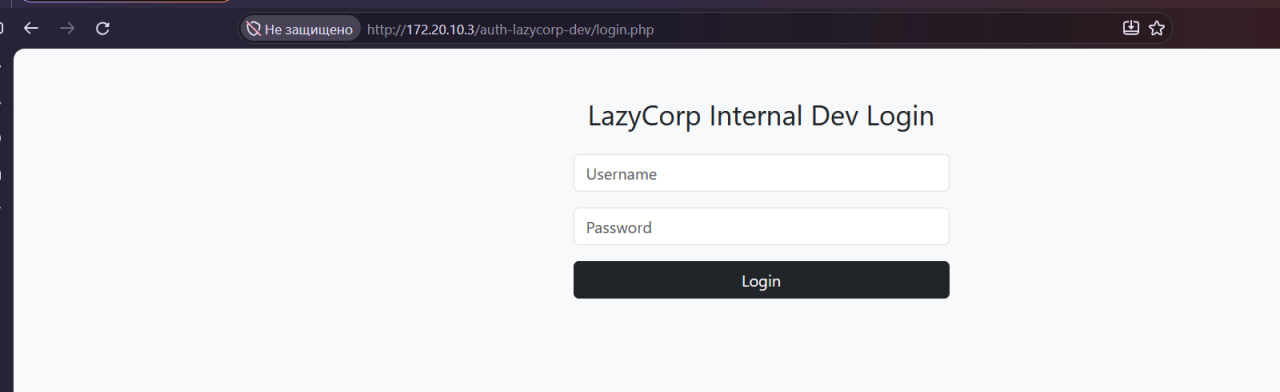 Не защищено http://172.20.10.3/auth-lazycorp-dev/login.php
LazyCorp Internal Dev Login
Username
Password
Login